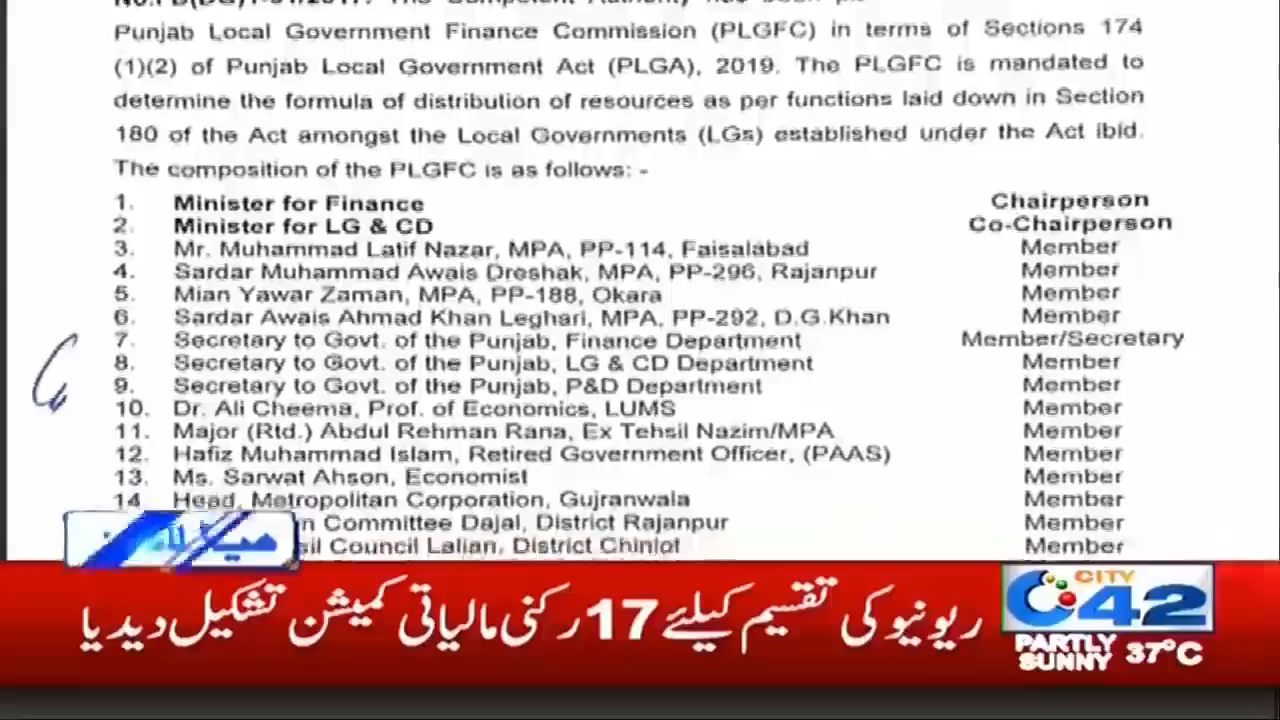 Punjab Local Government Finance Commission (PLGFC) in terms of Sections 174
(1)(2) of Punjab Local Government Act (PLGA), 2019. The PLGFC is mandated to
determine the formula of distribution of resources as per functions laid down in Section
180 of the Act amongst the Local Governments (LGs) established under the Act ibid.
The composition of the PLGFC is as follows: -
1. Minister for Finance Chairperson
2. Minister for LG & CD Co-Chairperson
3. Mr. Muhammad Latif Nazar, MPA, PP-114, Faisalabad Member
4. Sardar Muhammad Awais Dreshak, MPA, PP-296, Rajanpur Member
5. Mian Yawar Zaman, MPA, PP-188, Okara Member
6. Sardar Awais Ahmad Khan Leghari, MPA, PP-292, D.G.Khan Member
7. Secretary to Govt. of the Punjab, Finance Department Member/Secretary
8. Secretary to Govt. of the Punjab, LG & CD Department Member
9. Secretary to Govt. of the Punjab, P&D Department Member
10. Dr. Ali Cheema, Prof. of Economics, LUMS Member
11. Major (Rtd.) Abdul Rehman Rana, Ex Tehsil Nazim/MPA Member
12. Hafiz Muhammad Islam, Retired Government Officer, (PAAS) Member
13. Ms. Sarwat Ahson, Economist Member
14 Head, Metropolitan Corporation, Gujranwala Member
Committee Dajal, District Rajanpur Member
Council Lalian, District Chiniot Member
ریونیو کی تقسیم کیلئے 17 رکنی مالیاتی کمیشن تشکیل دیدیا
CITY
42
PARTLY
SUNNY 37°C